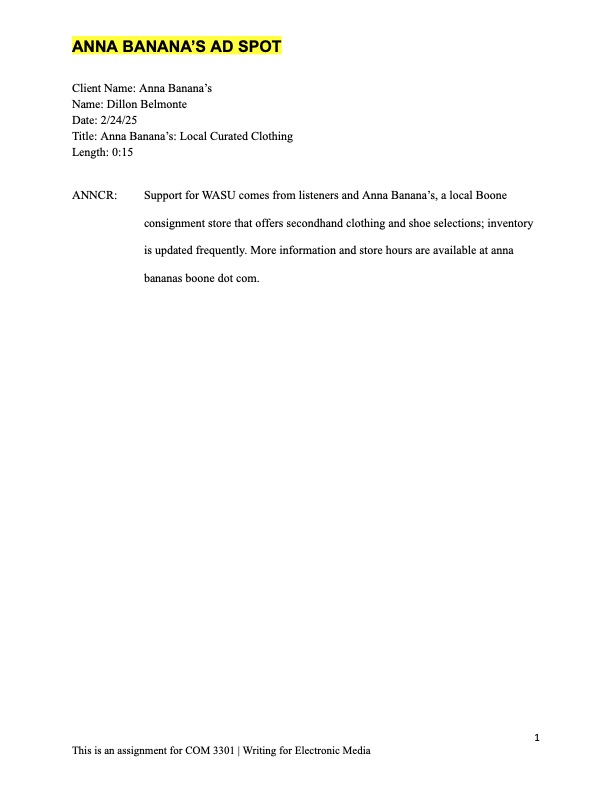 ANNA BANANA’S AD SPOT
Client Name: Anna Banana’s
Name: Dillon Belmonte
Date: 2/24/25
Title: Anna Banana’s: Local Curated Clothing
Length: 0:15
ANNCR: Support for WASU comes from listeners and Anna Banana’s, a local Boone
consignment store that offers secondhand clothing and shoe selections; inventory
is updated frequently. More information and store hours are available at anna
bananas boone dot com.
1
This is an assignment for COM 3301 | Writing for Electronic Media